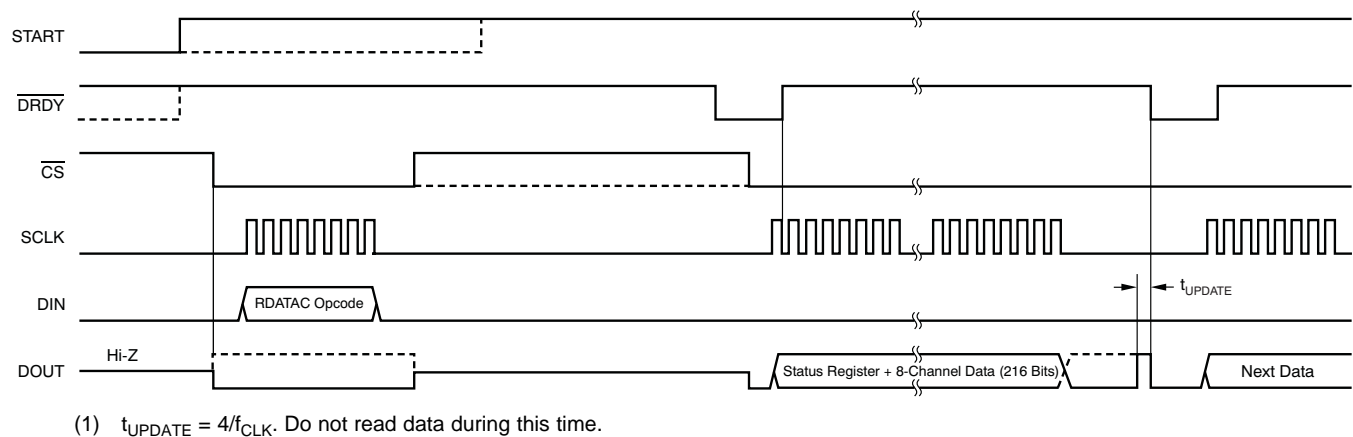 START
DRDY
CS
SCLK
DIN
RDATAC Opcode
tUPDATE
DOUT
Hi-Z
Status Register + 8-Channel Data (216 Bits)
Next Data
(1) tUPDATE = 4/fCLK. Do not read data during this time.